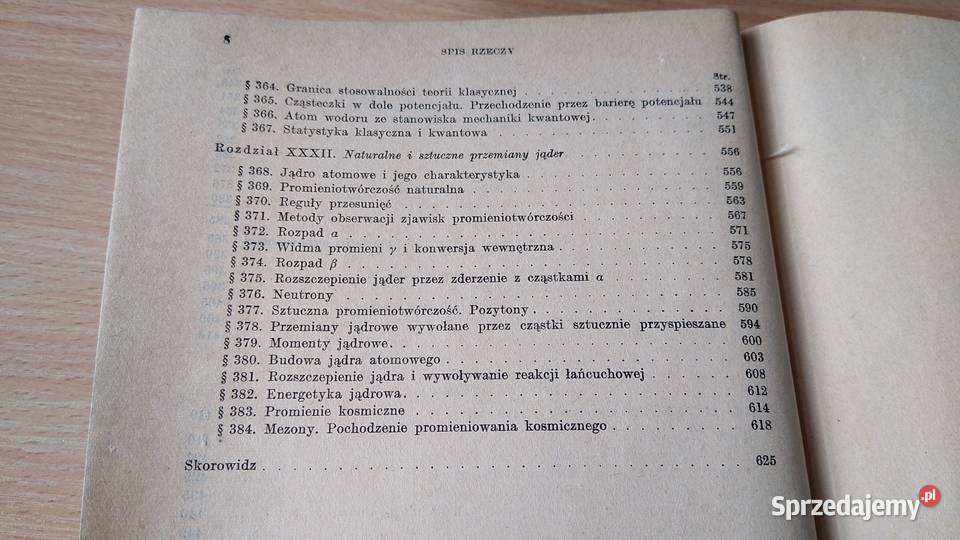 8
SPIS RZECZY
Str.
§ 364. Granica stosowalności teorii klasycznej . . . . . . . . . . . . . . 538
§ 365. Cząsteczki w dole potencjału. Przechodzenie przez barierę potencjału 544
§ 366. Atom wodoru ze stanowiska mechaniki kwantowej. . . . . . . . . 547
§ 367. Statystyka klasyczna i kwantowa . . . . . . . . . . . . . . . . 551
Rozdział XXXII. Naturalne i sztuczne przemiany jąder . . . . . . . . . . 556
§ 368. Jądro atomowe i jego charakterystyka . . . . . . . . . . . . . . 556
§ 369. Promieniotwórczość naturalna . . . . . . . . . . . . . . . . . . 559
§ 370. Reguły przesunięć . . . . . . . . . . . . . . . . . . . . . . . 563
§ 371. Metody obserwacji zjawisk promieniotwórczości . . . . . . . . . . 567
§ 372. Rozpad α . . . . . . . . . . . . . . . . . . . . . . . . . . . 571
§ 373. Widma promieni γ i konwersja wewnętrzna . . . . . . . . . . . . 575
§ 374. Rozpad β . . . . . . . . . . . . . . . . . . . . . . . . . . . 578
§ 375. Rozszczepienie jąder przez zderzenie z cząstkami α . . . . . . . . 581
§ 376. Neutrony . . . . . . . . . . . . . . . . . . . . . . . . . . . 585
§ 377. Sztuczna promieniotwórczość. Pozytony . . . . . . . . . . . . . . 590
§ 378. Przemiany jądrowe wywołane przez cząstki sztucznie przyspieszane 594
§ 379. Momenty jądrowe. . . . . . . . . . . . . . . . . . . . . . . . 600
§ 380. Budowa jądra atomowego . . . . . . . . . . . . . . . . . . . . 603
§ 381. Rozszczepienie jądra i wywoływanie reakcji łańcuchowej . . . . . . 608
§ 382. Energetyka jądrowa. . . . . . . . . . . . . . . . . . . . . . . 612
§ 383. Promienie kosmiczne . . . . . . . . . . . . . . . . . . . . . . 614
§ 384. Mezony. Pochodzenie promieniowania kosmicznego . . . . . . . . . 618
Skorowidz . . . . . . . . . . . . . . . . . . . . . . . . . . . . . . 625
Sprzedajemy.pl